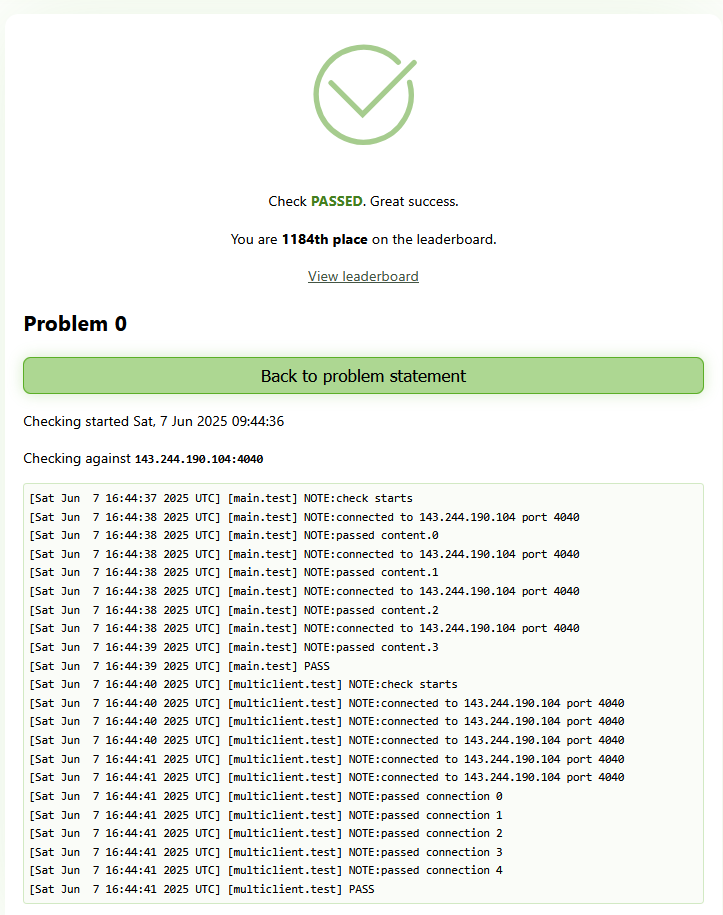 Check PASSED. Great success.
You are 1184th place on the leaderboard.
View leaderboard
Problem 0
Back to problem statement
Checking started Sat, 7 Jun 2025 09:44:36
Checking against 143.244.190.104:4040
[Sat Jun  7 16:44:37 2025 UTC] [main.test] NOTE:check starts
[Sat Jun  7 16:44:38 2025 UTC] [main.test] NOTE:connected to 143.244.190.104 port 4040
[Sat Jun  7 16:44:38 2025 UTC] [main.test] NOTE:passed content.0
[Sat Jun  7 16:44:38 2025 UTC] [main.test] NOTE:connected to 143.244.190.104 port 4040
[Sat Jun  7 16:44:38 2025 UTC] [main.test] NOTE:passed content.1
[Sat Jun  7 16:44:38 2025 UTC] [main.test] NOTE:connected to 143.244.190.104 port 4040
[Sat Jun  7 16:44:38 2025 UTC] [main.test] NOTE:passed content.2
[Sat Jun  7 16:44:38 2025 UTC] [main.test] NOTE:connected to 143.244.190.104 port 4040
[Sat Jun  7 16:44:39 2025 UTC] [main.test] NOTE:passed content.3
[Sat Jun  7 16:44:39 2025 UTC] [main.test] PASS
[Sat Jun  7 16:44:40 2025 UTC] [multiclient.test] NOTE:check starts
[Sat Jun  7 16:44:40 2025 UTC] [multiclient.test] NOTE:connected to 143.244.190.104 port 4040
[Sat Jun  7 16:44:40 2025 UTC] [multiclient.test] NOTE:connected to 143.244.190.104 port 4040
[Sat Jun  7 16:44:40 2025 UTC] [multiclient.test] NOTE:connected to 143.244.190.104 port 4040
[Sat Jun  7 16:44:41 2025 UTC] [multiclient.test] NOTE:connected to 143.244.190.104 port 4040
[Sat Jun  7 16:44:41 2025 UTC] [multiclient.test] NOTE:connected to 143.244.190.104 port 4040
[Sat Jun  7 16:44:41 2025 UTC] [multiclient.test] NOTE:passed connection 0
[Sat Jun  7 16:44:41 2025 UTC] [multiclient.test] NOTE:passed connection 1
[Sat Jun  7 16:44:41 2025 UTC] [multiclient.test] NOTE:passed connection 2
[Sat Jun  7 16:44:41 2025 UTC] [multiclient.test] NOTE:passed connection 3
[Sat Jun  7 16:44:41 2025 UTC] [multiclient.test] NOTE:passed connection 4
[Sat Jun  7 16:44:41 2025 UTC] [multiclient.test] PASS